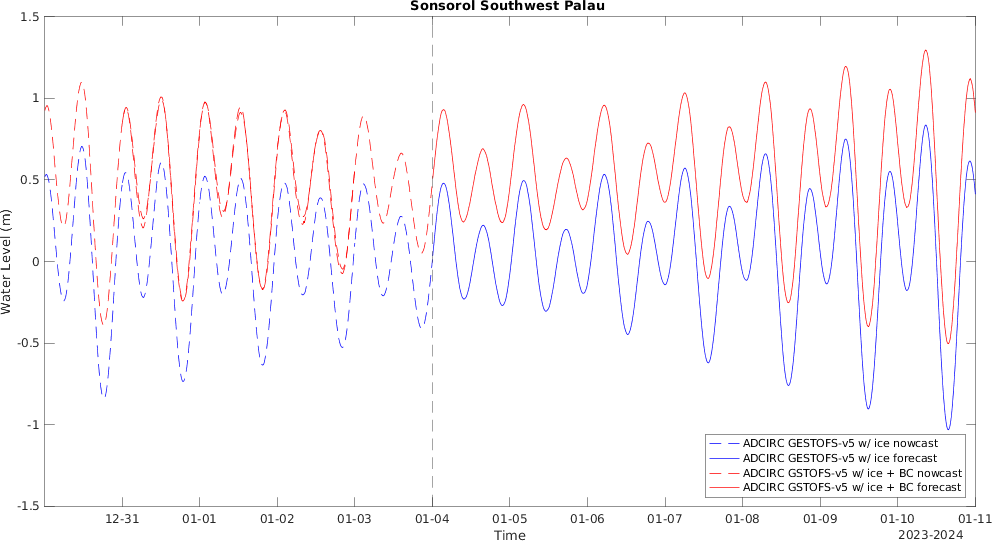 Sonsorol Southwest Palau
1.5
1
0.5
0
-0.5
-1
-1.5
Water Level (m)
ADCIRC GESTOFS-v5 w/ ice nowcast
ADCIRC GESTOFS-v5 w/ ice forecast
ADCIRC GSTOFS-v5 w/ ice + BC nowcast
ADCIRC GSTOFS-v5 w/ ice + BC forecast
12-31 01-01 01-02 01-03 01-04 01-05 01-06 01-07 01-08 01-09 01-10 01-11
Time
2023-2024